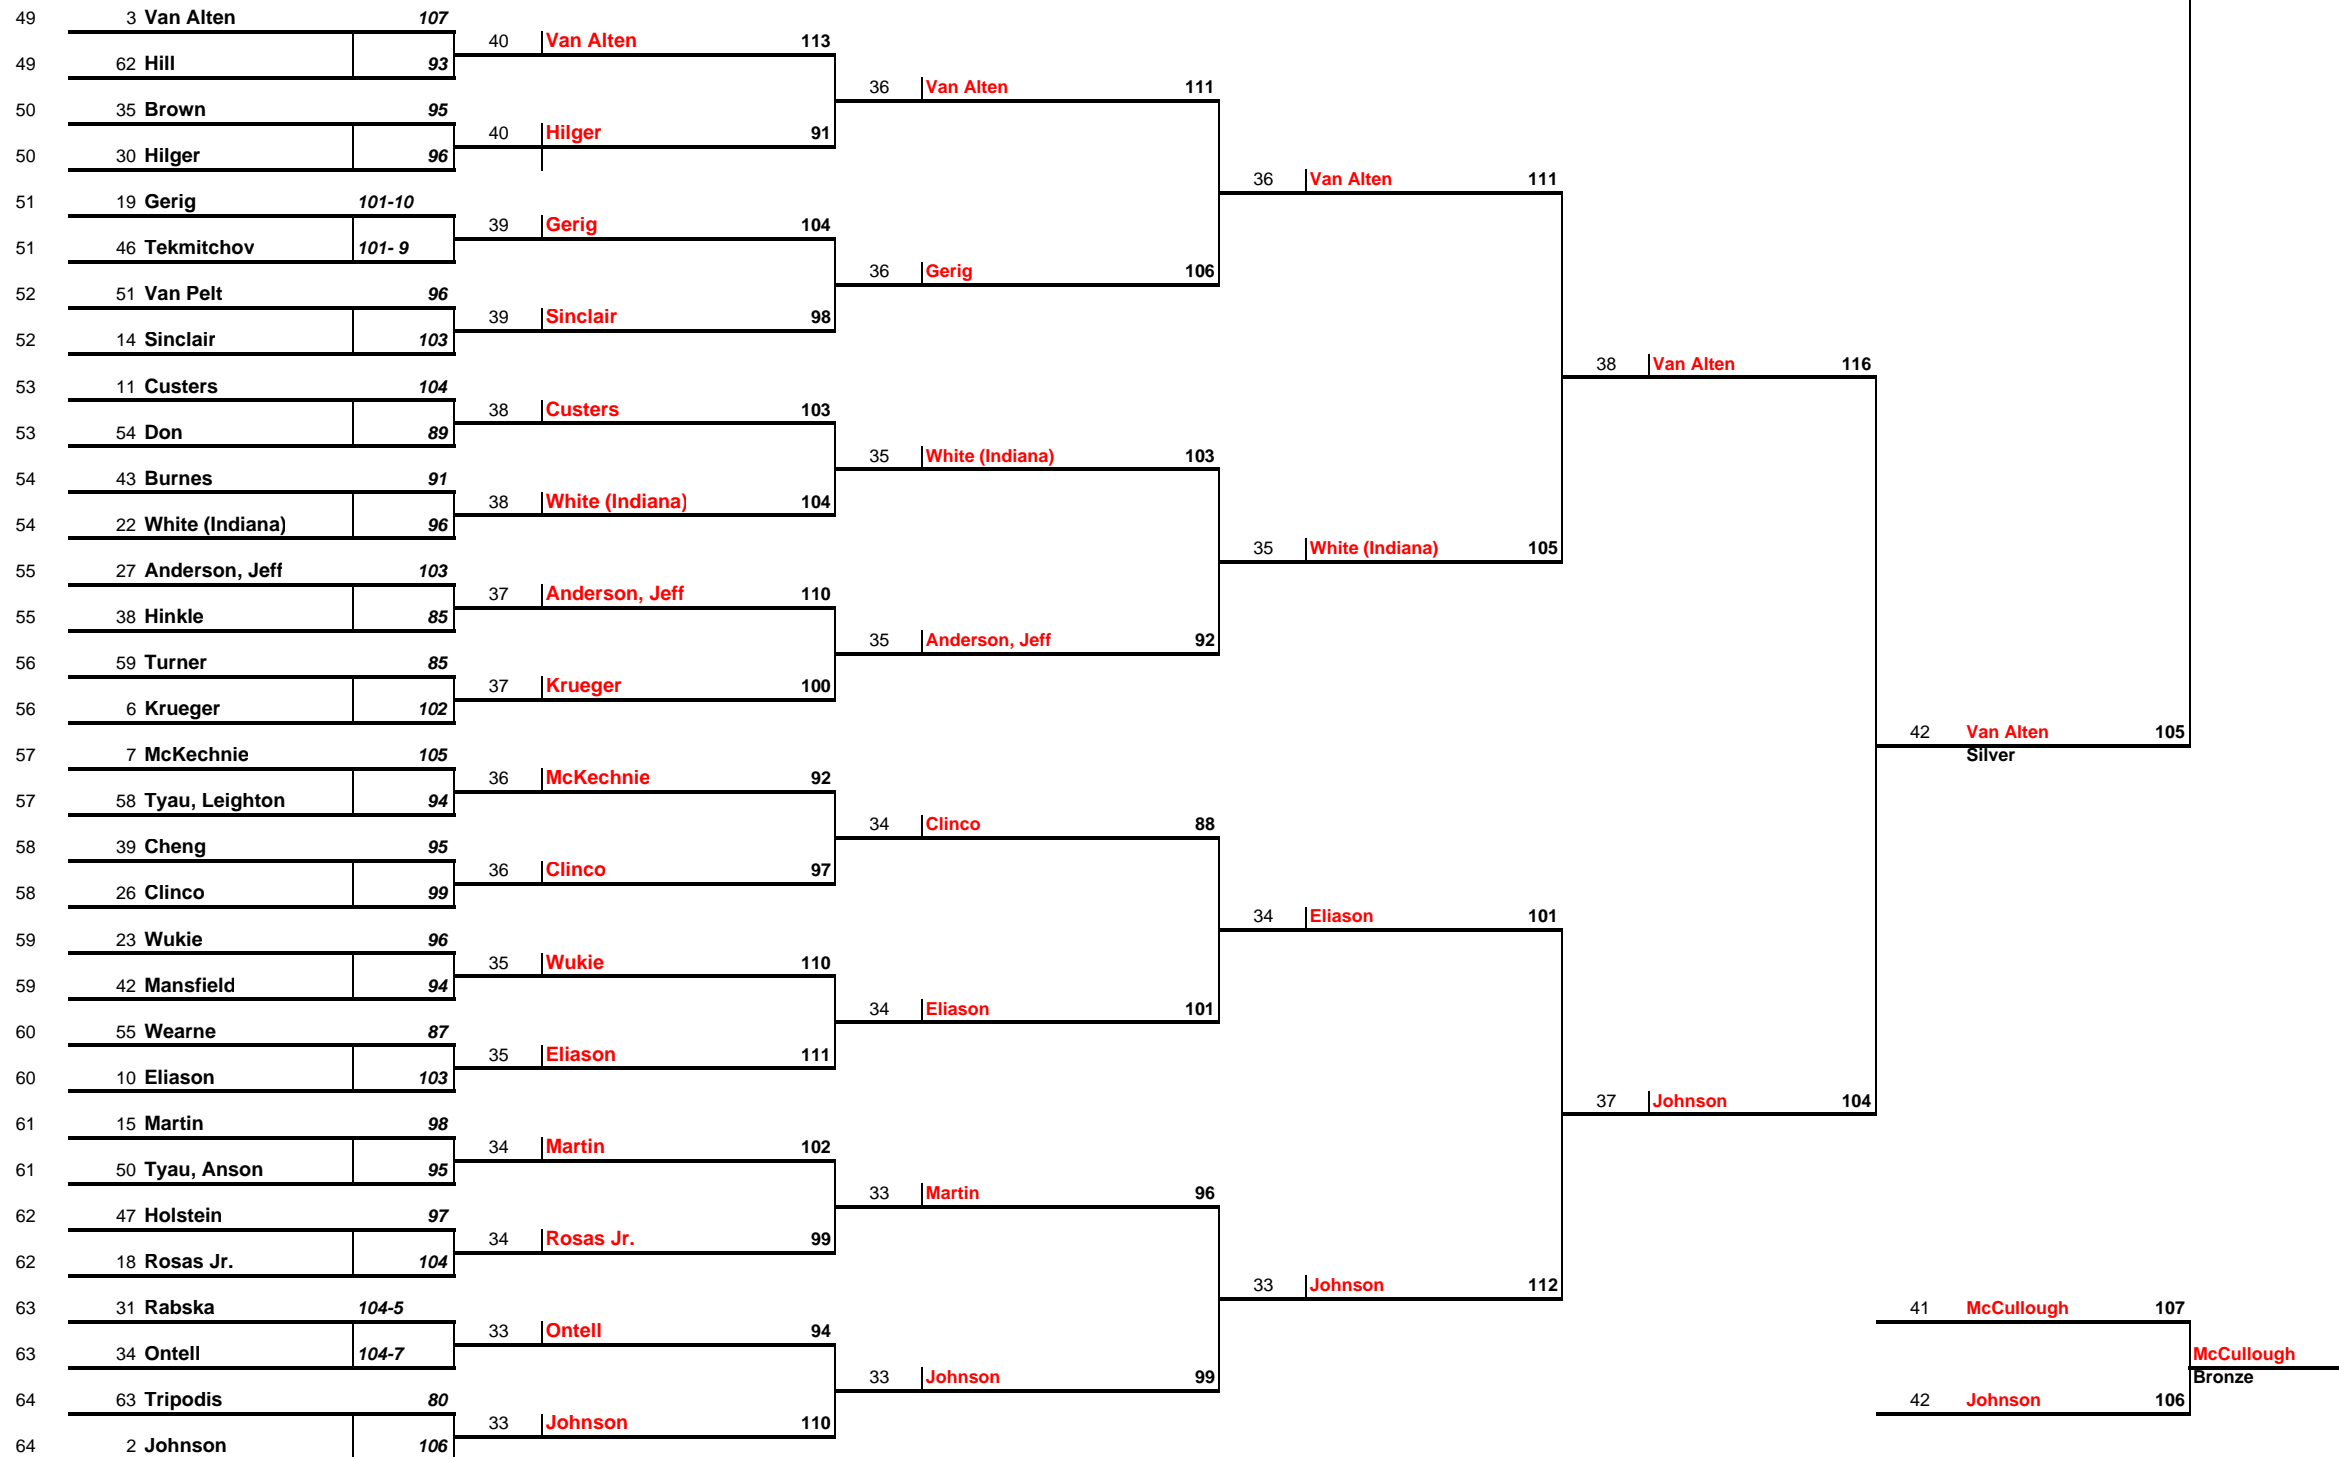 49 3 Van Alten 107
40 Van Alten 113
49 62 Hill 93
36 Van Alten 111
50 35 Brown 95
40 Hilger 91
50 30 Hilger 96
36 Van Alten 111
51 19 Gerig 101-10
39 Gerig 104
51 46 Tekmitchov 101- 9
36 Gerig 106
52 51 Van Pelt 96
39 Sinclair 98
52 14 Sinclair 103
38 Van Alten 116
53 11 Custers 104
38 Custers 103
53 54 Don 89
35 White (Indiana) 103
54 43 Burnes 91
38 White (Indiana) 104
54 22 White (Indiana) 96
35 White (Indiana) 105
55 27 Anderson, Jeff 103
37 Anderson, Jeff 110
55 38 Hinkle 85
35 Anderson, Jeff 92
56 59 Turner 85
37 Krueger 100
56 6 Krueger 102
42 Van Alten 105
57 7 McKechnie 105
Silver
36 McKechnie 92
57 58 Tyau, Leighton 94
34 Clinco 88
58 39 Cheng 95
36 Clinco 97
58 26 Clinco 99
34 Eliason 101
59 23 Wukie 96
35 Wukie 110
59 42 Mansfield 94
34 Eliason 101
60 55 Wearne 87
35 Eliason 111
60 10 Eliason 103
37 Johnson 104
61 15 Martin 98
34 Martin 102
61 50 Tyau, Anson 95
33 Martin 96
62 47 Holstein 97
34 Rosas Jr. 99
62 18 Rosas Jr. 104
33 Johnson 112
63 31 Rabska 104-5
41 McCullough 107
33 Ontell 94
63 34 Ontell 104-7
McCullough
33 Johnson 99
Bronze
64 63 Tripodis 80
42 Johnson 106
33 Johnson 110
64 2 Johnson 106